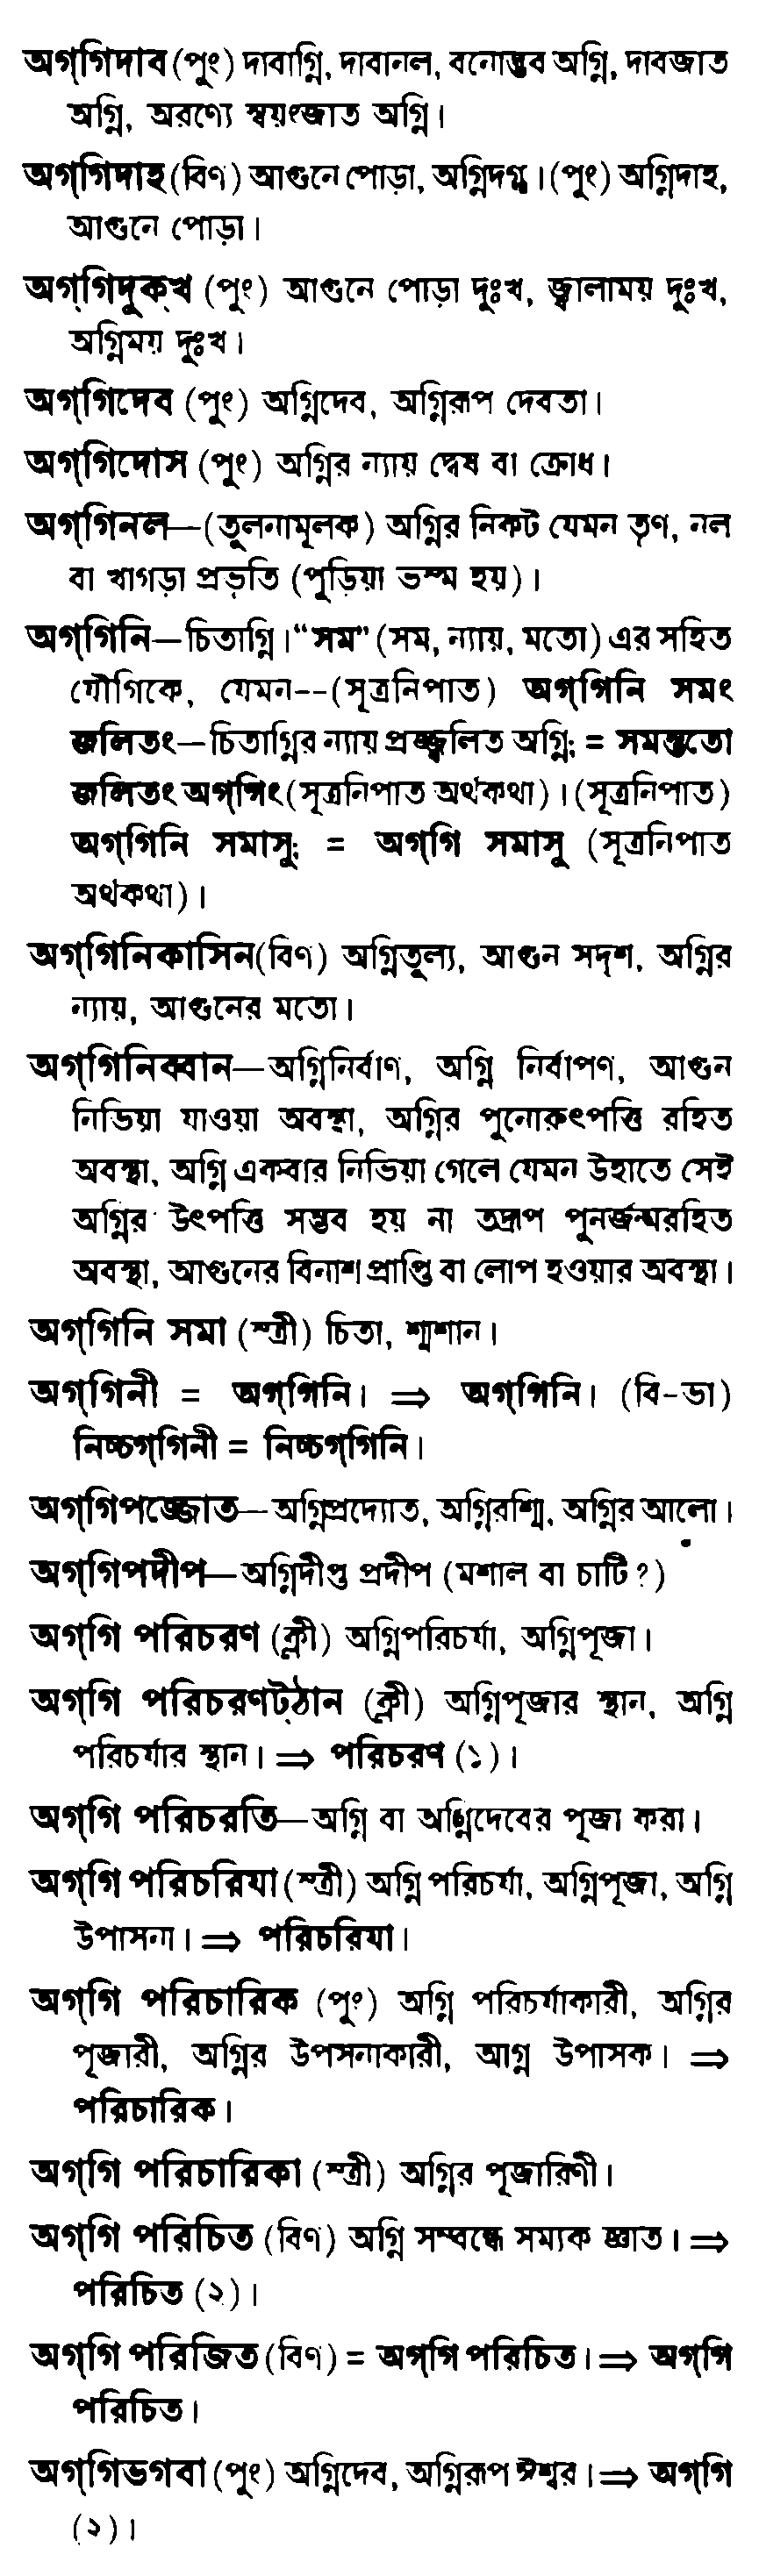 অগ্‌গিদাব (পুং) দাবাগ্নি, দাবানল, বনোদ্ভব অগ্নি, দাবজাত
অগ্নি, অরণ্যে স্বয়ংজাত অগ্নি।
অগ্‌গিদাহ (বিণ) আগুনে পোড়া, অগ্নিদগ্ধ। (পুং) অগ্নিদাহ,
আগুনে পোড়া।
অগ্‌গিদুক্‌খ (পুং) আগুনে পোড়া দুঃখ, জ্বালাময় দুঃখ,
অগ্নিময় দুঃখ।
অগ্‌গিদেব (পুং) অগ্নিদেব, অগ্নিরূপ দেবতা।
অগ্‌গিদোস (পুং) অগ্নির ন্যায় দ্বেষ বা ক্রোধ।
অগ্‌গিনল—(তুলনামূলক) অগ্নির নিকট যেমন তৃণ, নল
বা খাগড়া প্রভৃতি (পুড়িয়া ভস্ম হয়)।
অগ্‌গিনি—চিতাগ্নি। “সম” (সম, ন্যায়, মতো) এর সহিত
যৌগিকে, যেমন--(সূত্রনিপাত) অগ্‌গিনি সমং
জলিতং—চিতাগ্নির ন্যায় প্রজ্জ্বলিত অগ্নি; = সমন্ততো
জলিতং অগ্‌গিং (সূত্রনিপাত অর্থকথা)। (সূত্রনিপাত)
অগ্‌গিনি সমাসু; = অগ্‌গি সমাসু (সূত্রনিপাত
অর্থকথা)।
অগ্‌গিনিকাসিন(বিণ) অগ্নিতুল্য, আগুন সদৃশ, অগ্নির
ন্যায়, আগুনের মতো।
অগ্‌গিনিব্বান—অগ্নিনির্বাণ, অগ্নি নির্বাপণ, আগুন
নিভিয়া যাওয়া অবস্থা, অগ্নির পুনোরুৎপত্তি রহিত
অবস্থা, অগ্নি একবার নিভিয়া গেলে যেমন উহাতে সেই
অগ্নির উৎপত্তি সম্ভব হয় না তদ্রূপ পুনর্জন্মরহিত
অবস্থা, আগুনের বিনাশ প্রাপ্তি বা লোপ হওয়ার অবস্থা।
অগ্‌গিনি সমা (স্ত্রী) চিতা, শ্মশান।
অগ্‌গিনী = অগ্‌গিনি। ⇒ অগ্‌গিনি। (বি-ভা)
নিচ্চগ্‌গিনী = নিচ্চগ্‌গিনি।
অগ্‌গিপজ্জোত—অগ্নিপ্রদ্যোত, অগ্নিরশ্মি, অগ্নির আলো।
অগ্‌গিপদীপ—অগ্নিদীপ্ত প্রদীপ (মশাল বা চাটি ?)
অগ্‌গি পরিচরণ (ক্লী) অগ্নিপরিচর্যা, অগ্নিপূজা।
অগ্‌গি পরিচরণট্‌ঠান (ক্লী) অগ্নিপূজার স্থান, অগ্নি
পরিচর্যার স্থান। ⇒ পরিচরণ (১)।
অগ্‌গি পরিচরতি—অগ্নি বা অগ্নিদেবের পূজা করা।
অগ্‌গি পরিচরিযা (স্ত্রী) অগ্নি পরিচর্যা, অগ্নিপূজা, অগ্নি
উপাসনা। ⇒ পরিচরিযা।
অগ্‌গি পরিচারিক (পুং) অগ্নি পরিচর্যাকারী, অগ্নির
পূজারী, অগ্নির উপসনাকারী, আগ্ন উপাসক। ⇒
পরিচারিক।
অগ্‌গি পরিচারিকা (স্ত্রী) অগ্নির পূজারিণী।
অগ্‌গি পরিচিত (বিণ) অগ্নি সম্বন্ধে সম্যক জ্ঞাত। ⇒
পরিচিত (২)।
অগ্‌গি পরিজিত (বিণ) = অগ্‌গি পরিচিত। ⇒ অগ্‌গি
পরিচিত।
অগ্‌গিভগবা (পুং) অগ্নিদেব, অগ্নিরূপ ঈশ্বর। ⇒ অগ্‌গি
(২)।